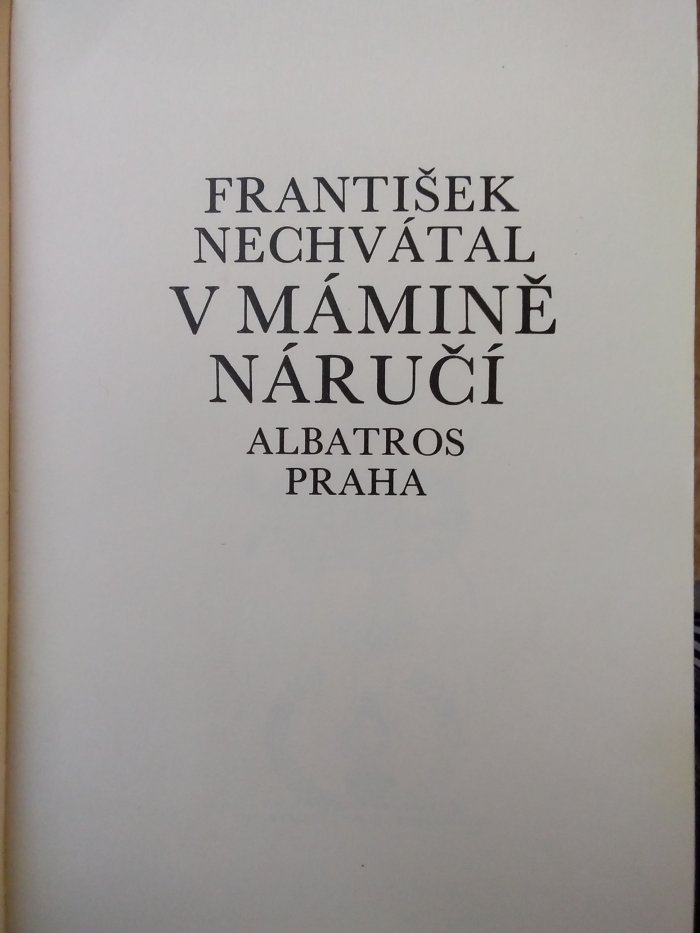 FRANTIŠEK
NECHVÁTAL
V MÁMINĚ
NÁRUČÍ
ALBATROS
PRAHA